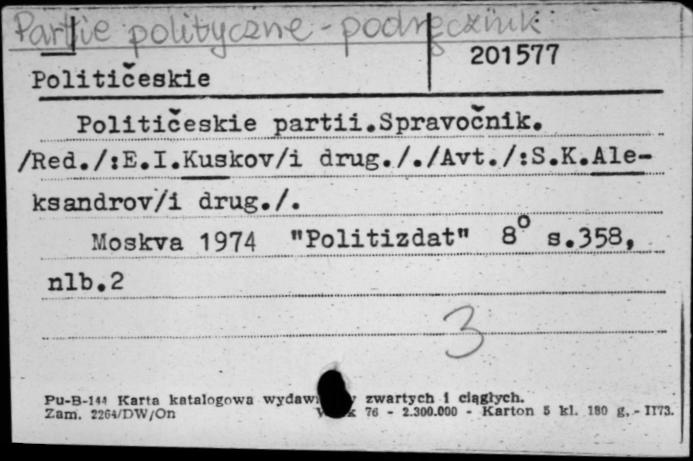 Partie polityczne - podręcznik
201577
Političeskie
Političeskie partii.Spravočnik.
/Red./:E.I.Kuskov/i drug././Avt./:S.K.Ale-
ksandrov/i drug./.
Moskva 1974 "Politizdat" 8° s.358,
nlb.2
3
Pu-B-144 Karta katalogowa zwartych i ciągłych.
Zam. 2264/DW/On 76 - 2.300.000 - Karton 5 kl. 180 g. - II73.